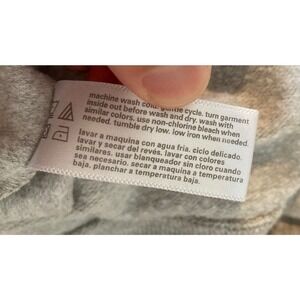 machine wash cold. gentle cycle. turn garment
inside out before wash and dry. wash with
similar colors. use non-chlorine bleach when
needed. tumble dry low. low iron when needed.
lavar a maquina con agua fria. ciclo delicado.
lavar y secar del revés. lavar con colores
similares. usar blanqueador sin cloro cuando
sea necesario. secar a maquina a temperatura
baja. planchar a temperatura
baja.